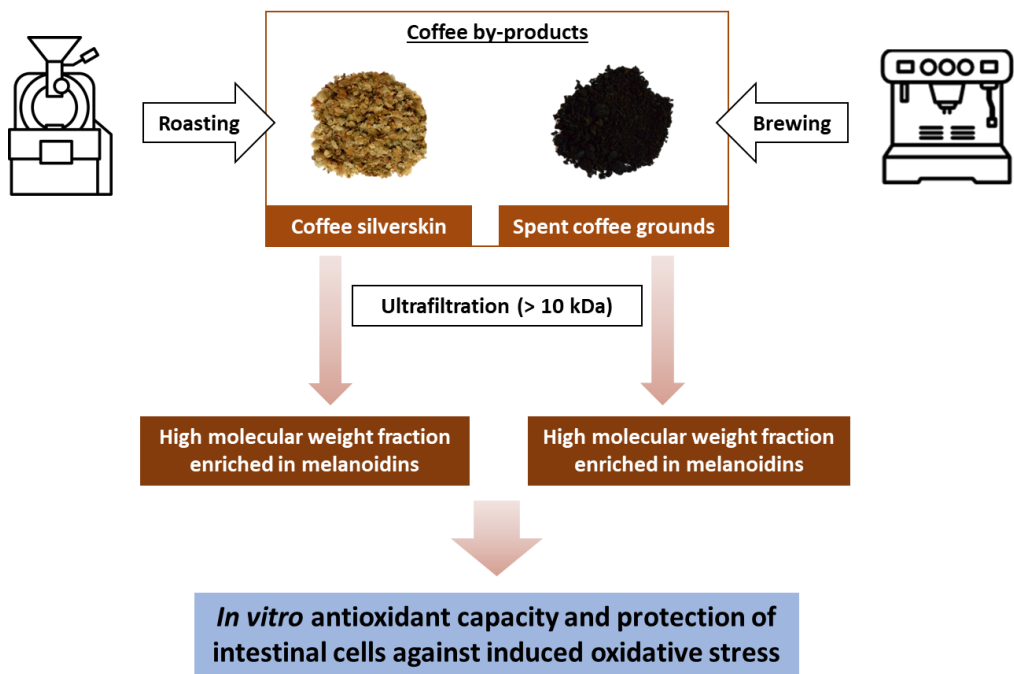 Coffee by-products
Roasting
Brewing
Coffee silverskin
Spent coffee grounds
Ultrafiltration (> 10 kDa)
High molecular weight fraction
enriched in melanoidins
High molecular weight fraction
enriched in melanoidins
In vitro antioxidant capacity and protection of
intestinal cells against induced oxidative stress